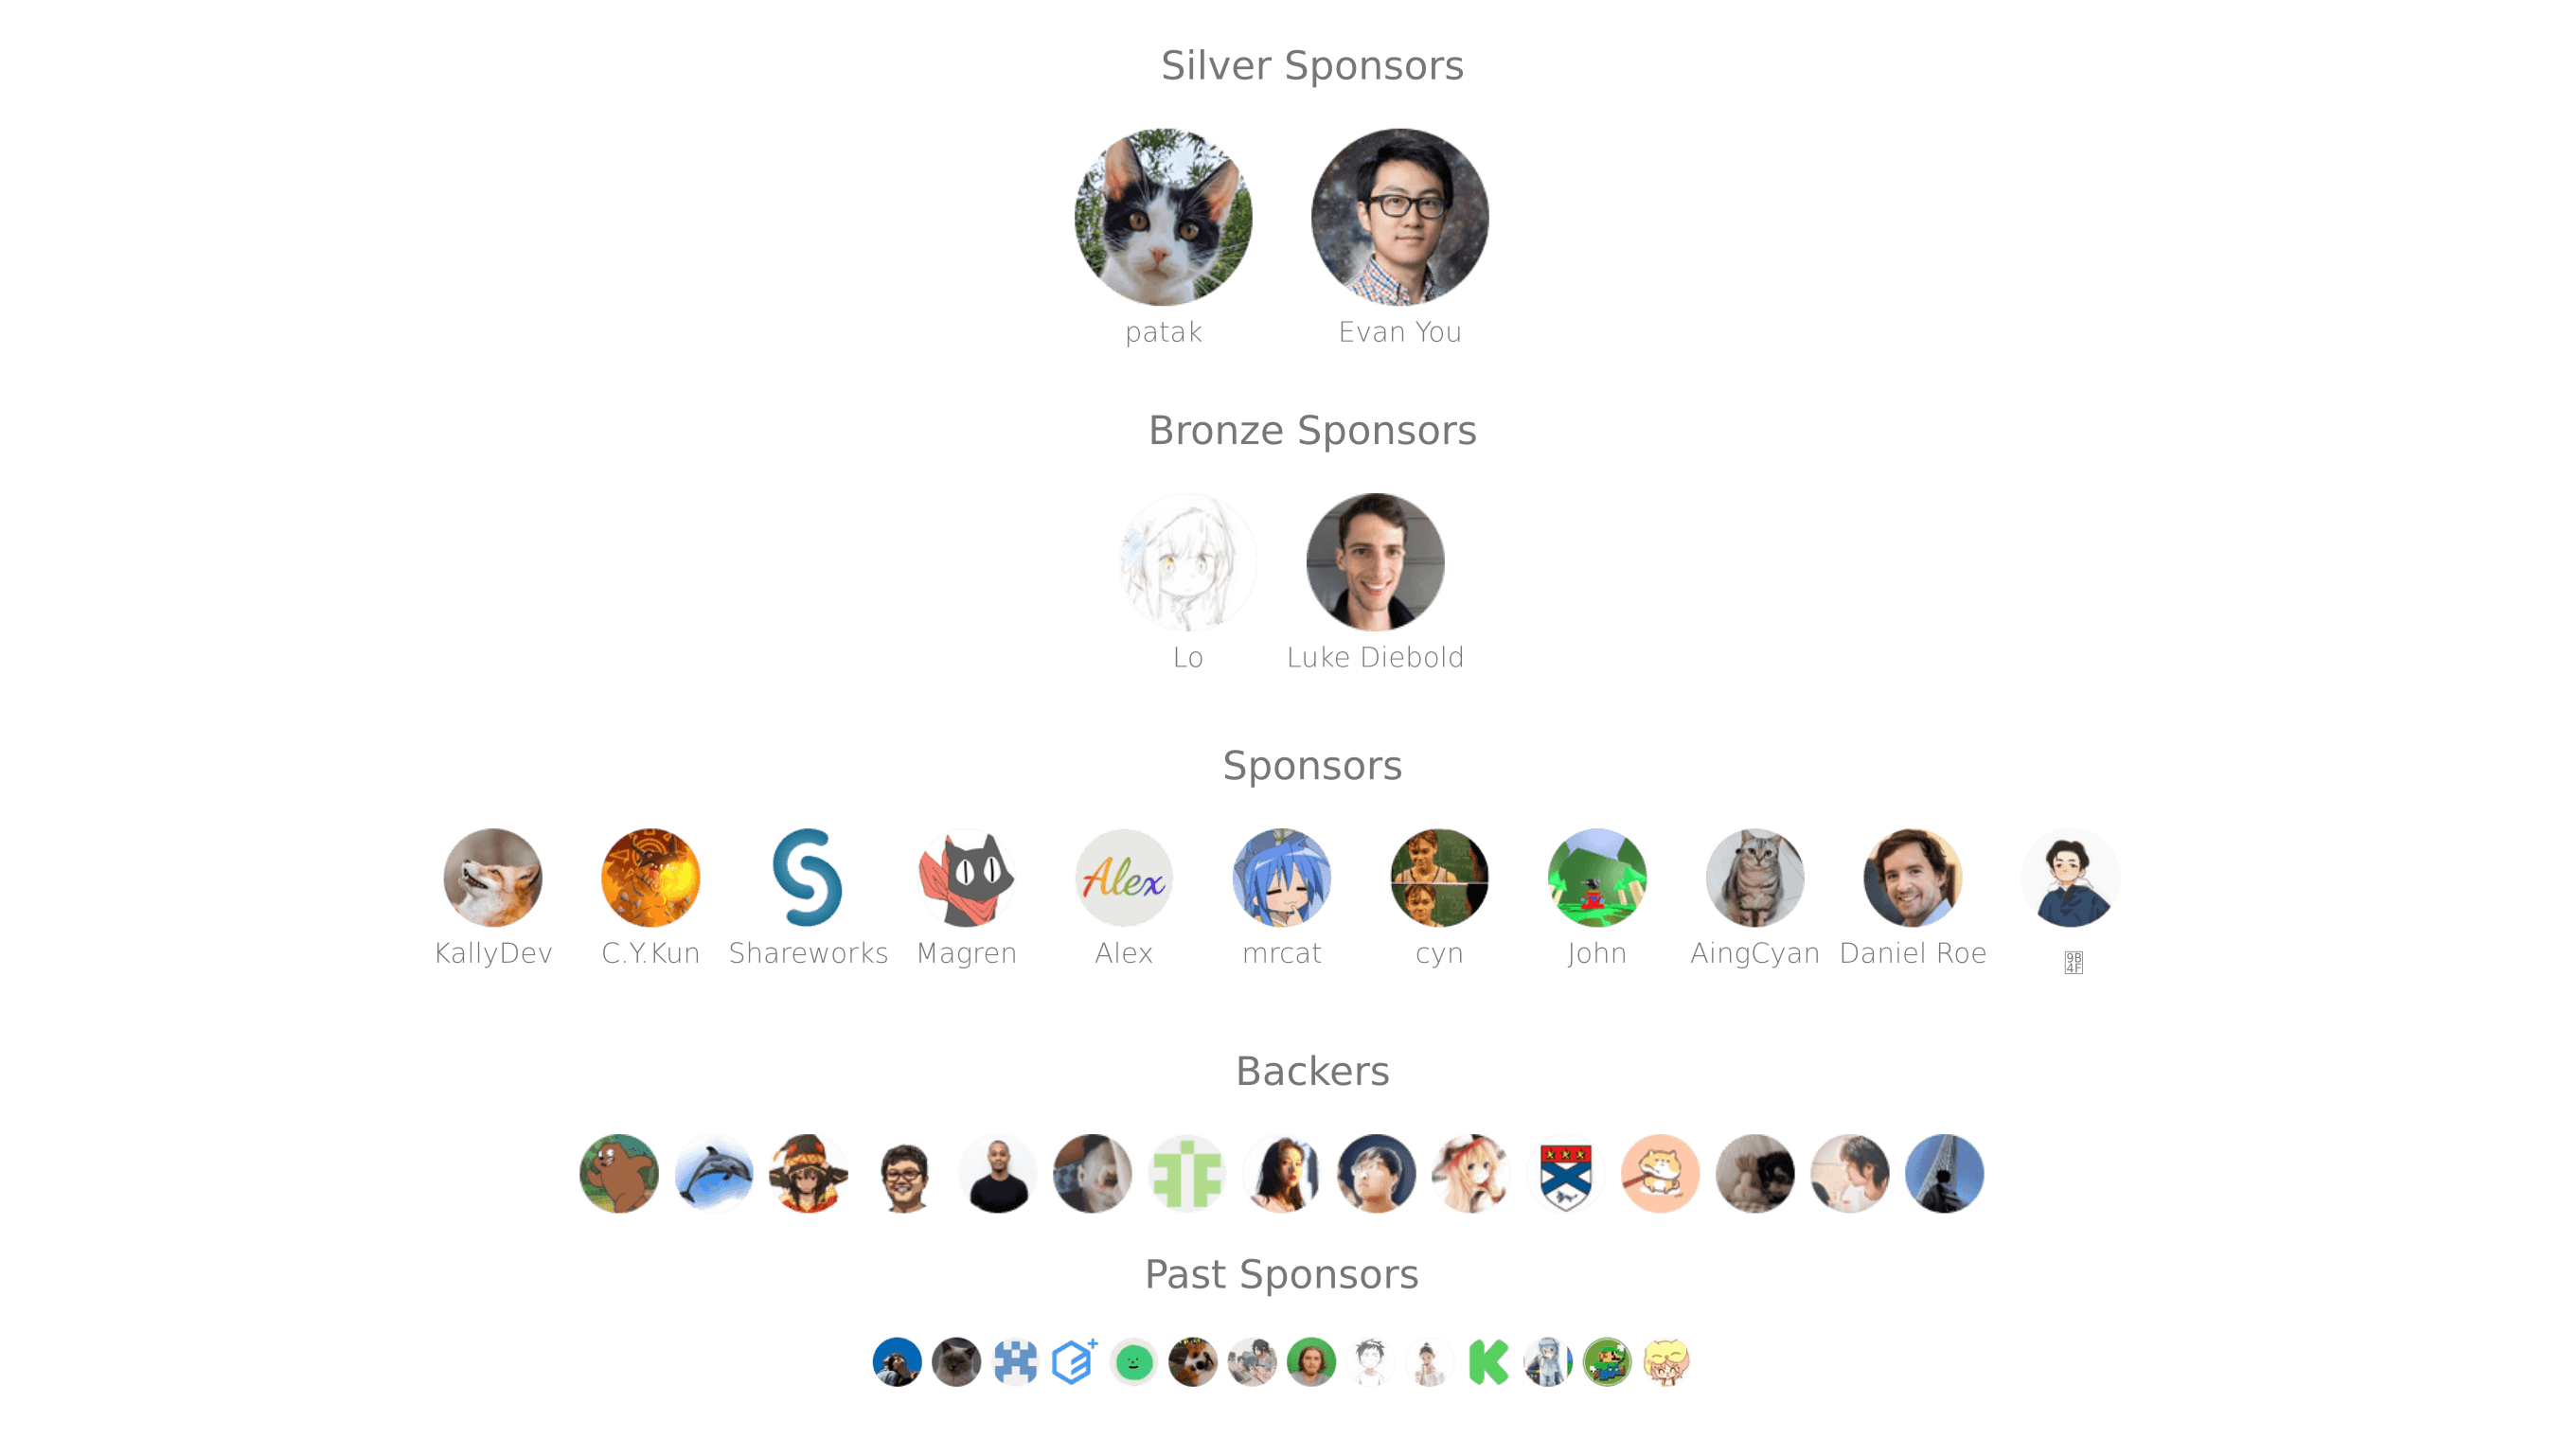 Silver Sponsors
patak Evan You
Bronze Sponsors
Lo Luke Diebold
Sponsors
Alex
KallyDev C.Y.Kun Shareworks Magren Alex mrcat cyn John AingCyan Daniel Roe
Backers
Past Sponsors